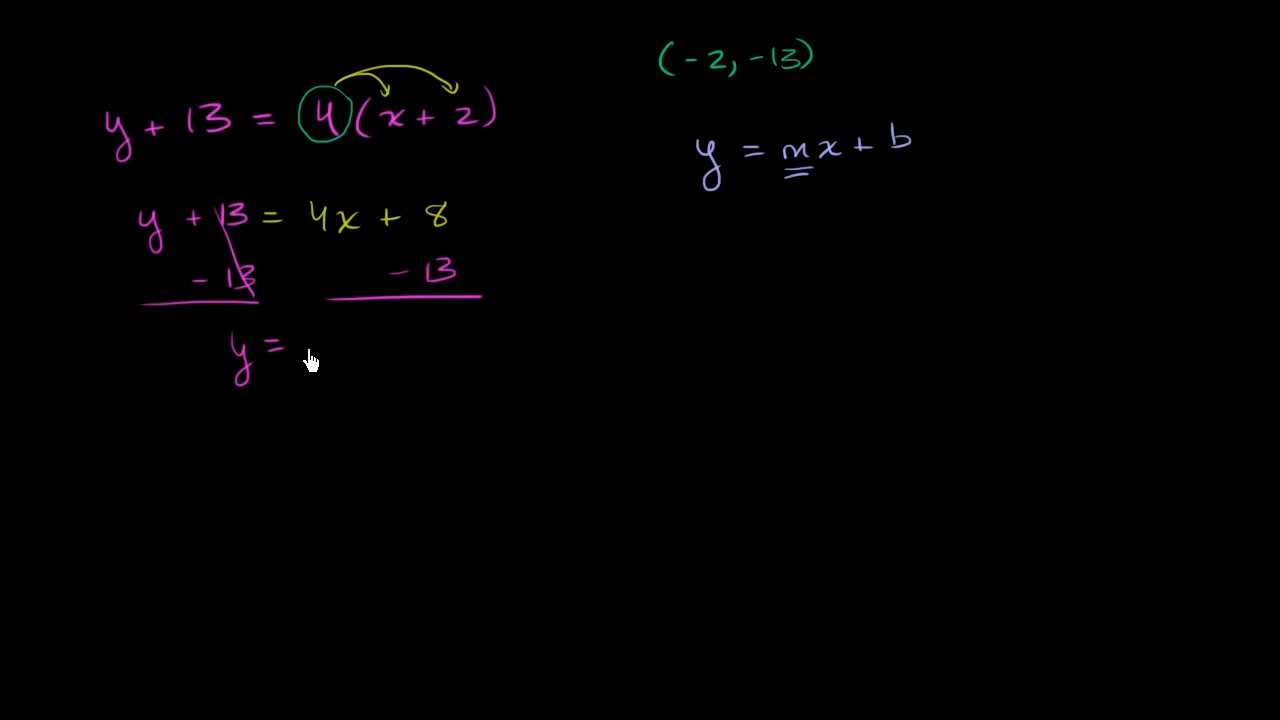 (-2, -13)
y + 13 = 4(x + 2)
y = mx + b
y + 13 = 4x + 8
- 13 - 13
y =